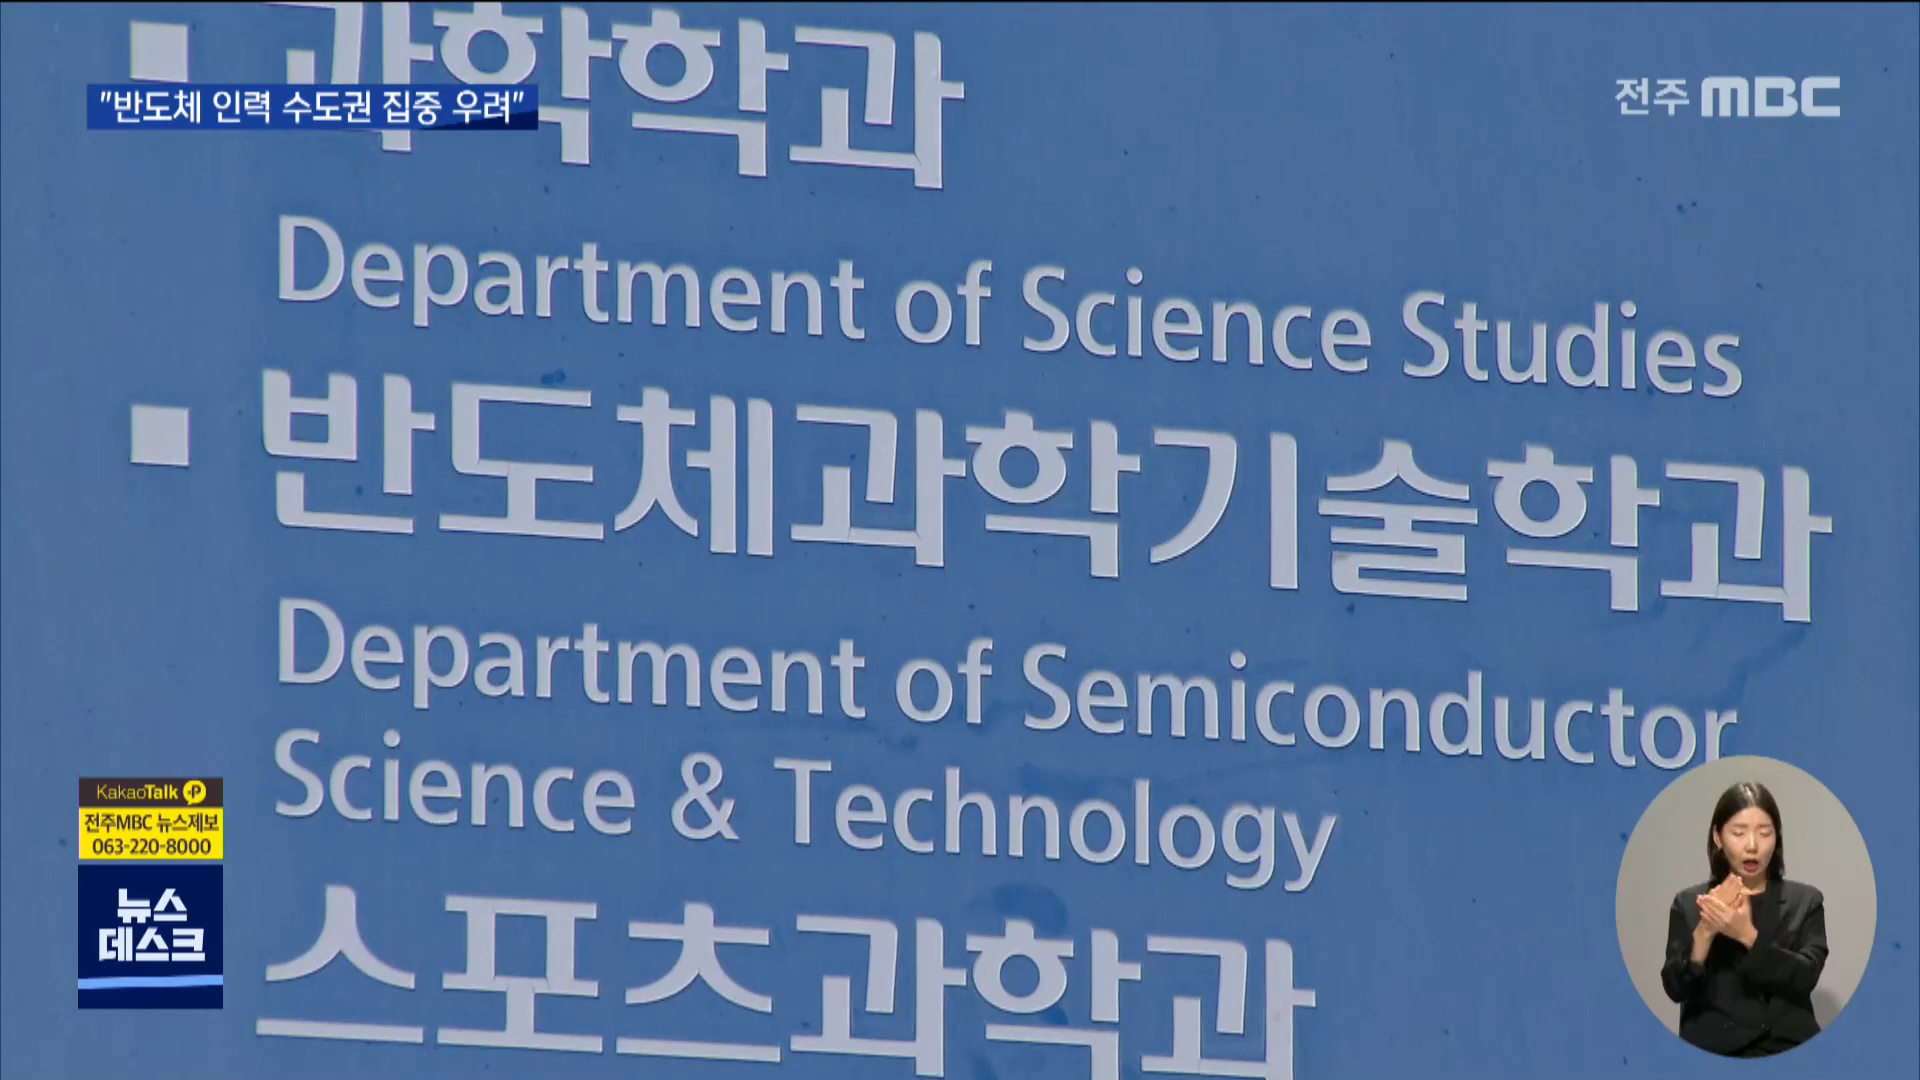 과학학과
"반도체 인력 수도권 집중 우려"
전주 MBC
Department of Science Studies
반도체과학기술학과
Department of Semiconductor
Science & Technology
스포츠과학과
KakaoTalk P
전주MBC 뉴스제보
063-220-8000
뉴스
데스크